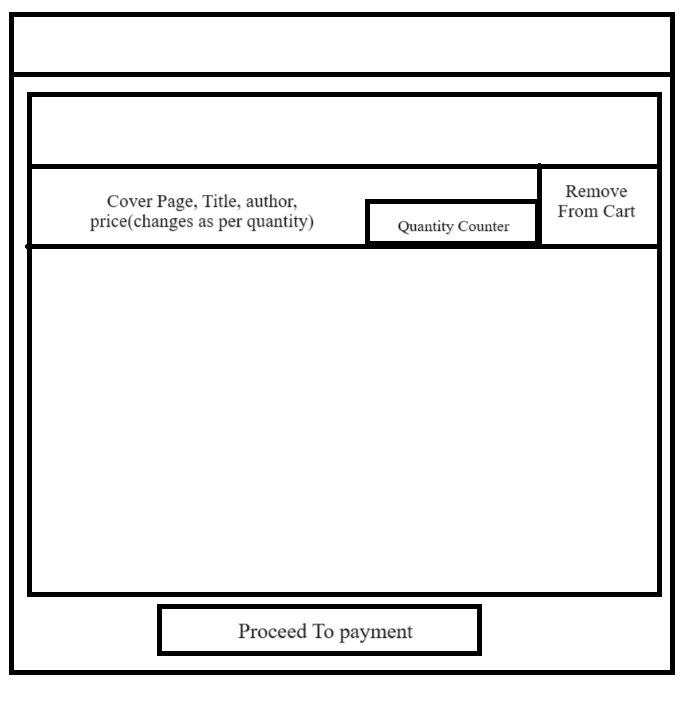 Cover Page, Title, author,
price(changes as per quantity)
Quantity Counter
Remove
From Cart
Proceed To payment